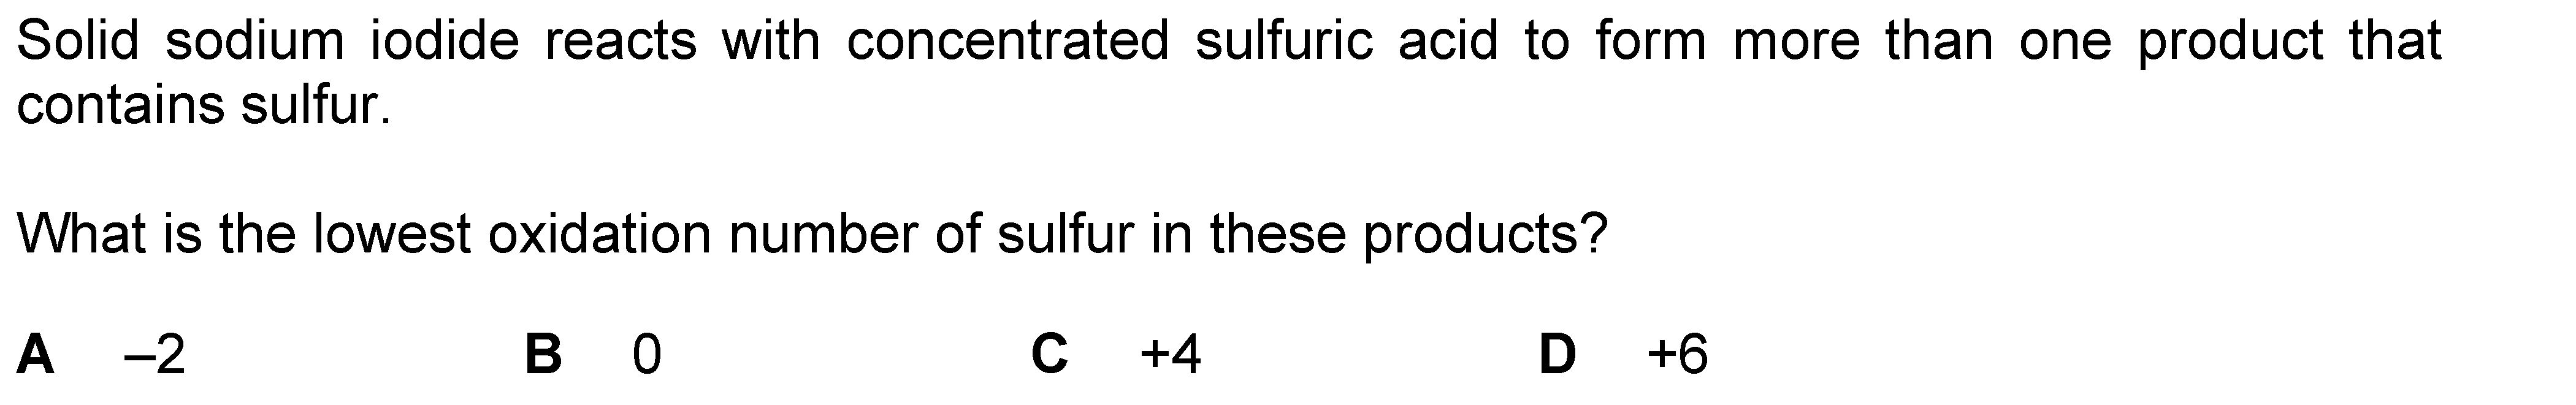 Solid sodium iodide reacts with concentrated sulfuric acid to form more than one product that
contains sulfur.
What is the lowest oxidation number of sulfur in these products?
A –2 B 0 C +4 D +6